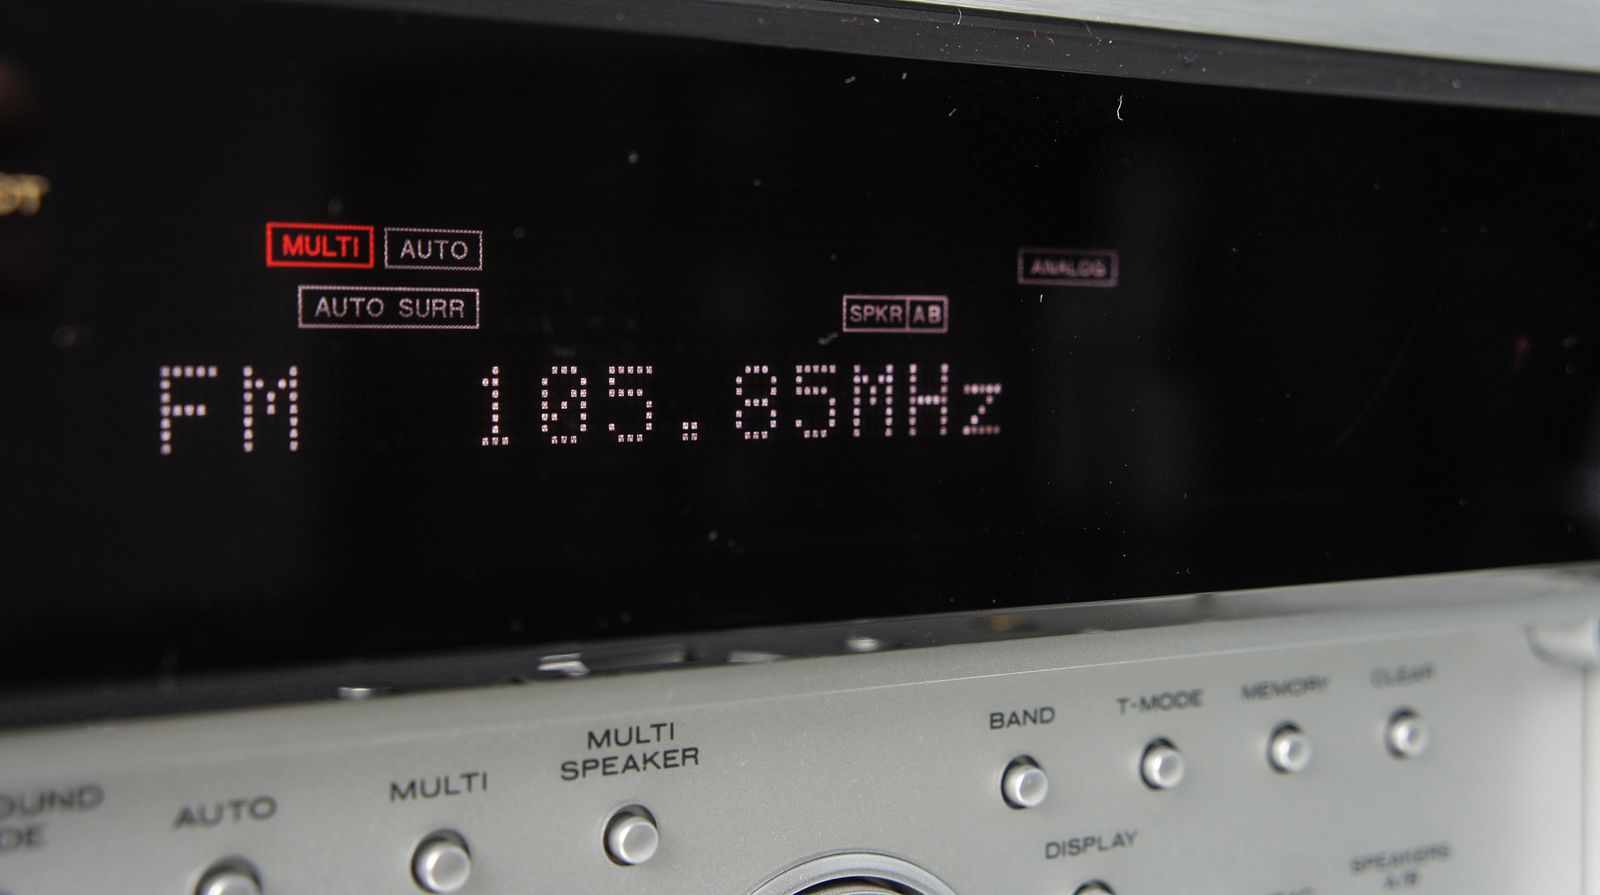 MULTI AUTO
ANALOG
AUTO SURR
SPKR AB
FM 105.85MHz
MULTI SPEAKER
BAND
T-MODE
MEMORY
CLEAR
AUTO
MULTI
DISPLAY
SPEAKERS
A/B